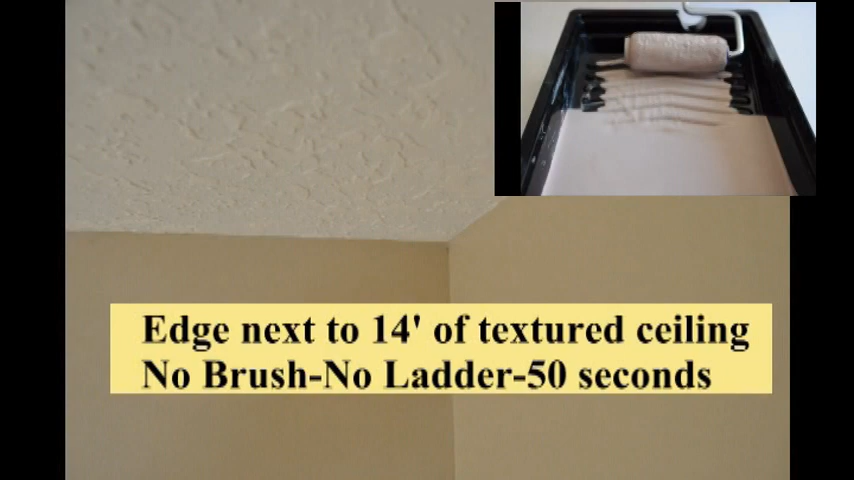 Edge next to 14' of textured ceiling
No Brush-No Ladder-50 seconds